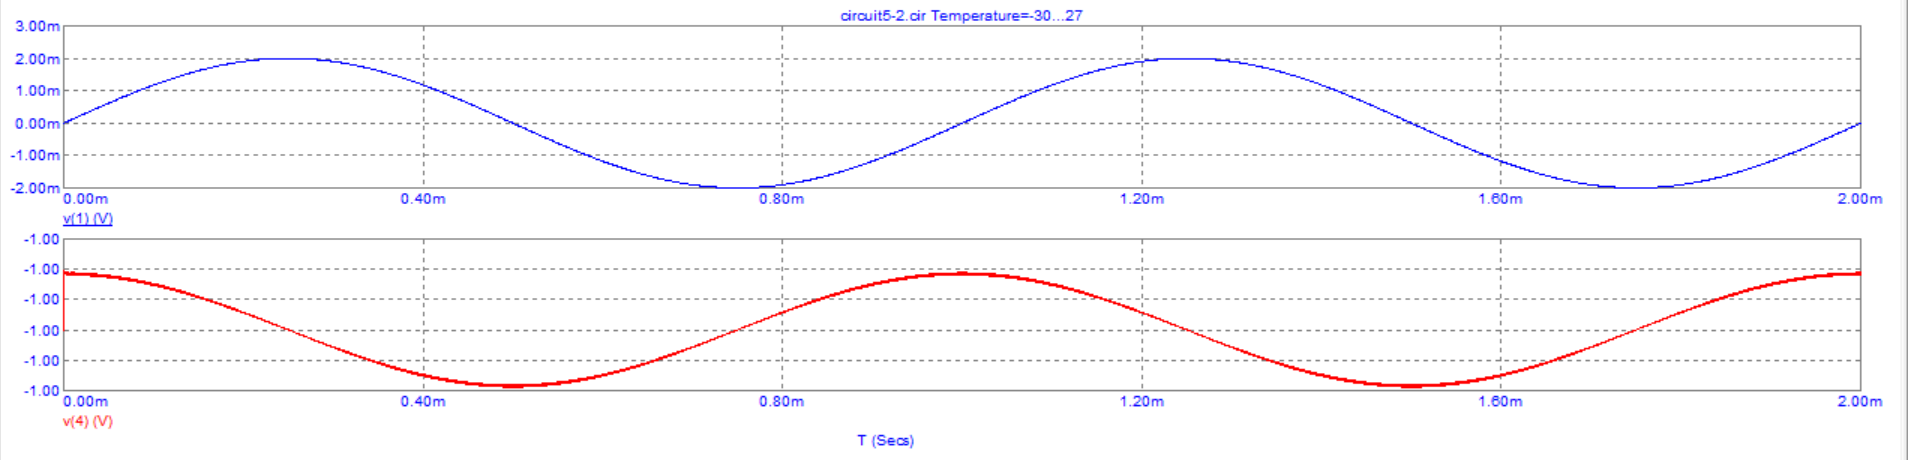 circuit5-2.cir Temperature=-30...27
3.00m
2.00m
1.00m
0.00m
-1.00m
-2.00m
0.00m 0.40m 0.80m 1.20m 1.60m 2.00m
v(1) (V)
-1.00
-1.00
-1.00
-1.00
-1.00
-1.00
0.00m 0.40m 0.80m 1.20m 1.60m 2.00m
v(4) (V)
T (Secs)